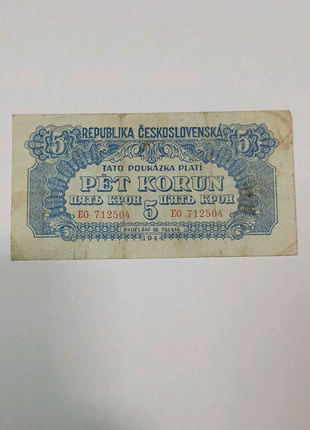 REPUBLIKA ČESKOSLOVENSKÁ
5 5
TATO POUKÁZKA PLATÍ
PĚT KORUN
ПЯТЬ КРОН 5 ПЯТЬ КРОН
EO 712504 EO 712504
PADĚLÁNÍ SE TRESTÁ
1944